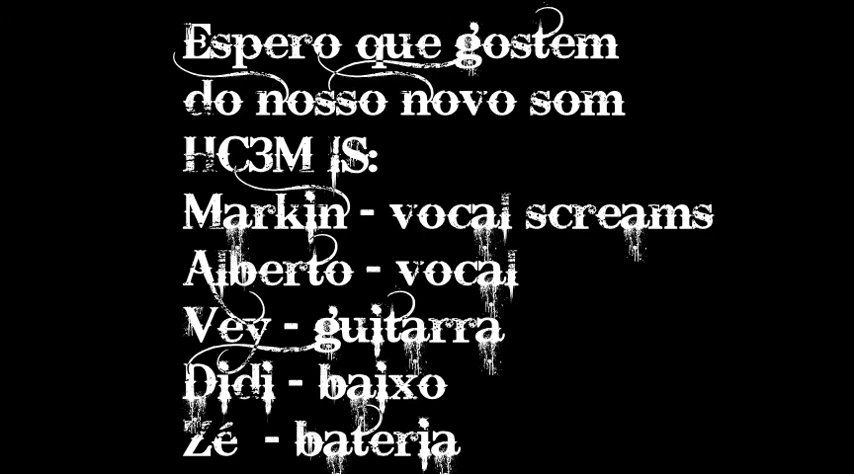 Espero que gostem
do nosso novo som
HC3M IS:
Markin - vocal screams
Alberto - vocal
Vey - guitarra
Didi - baixo
Zé - bateria